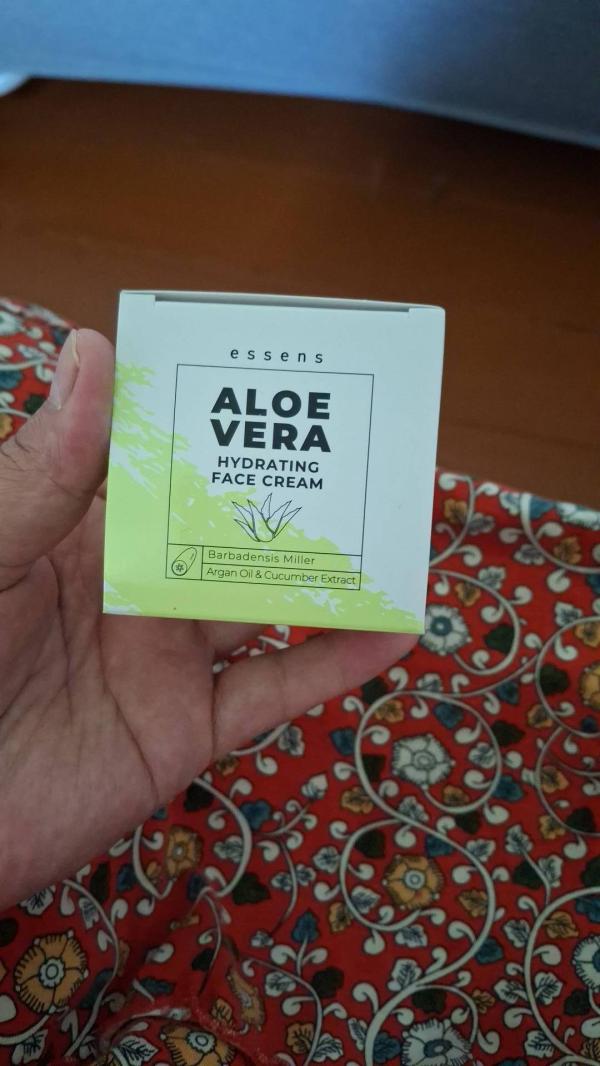 essens
ALOE
VERA
HYDRATING
FACE CREAM
Barbadensis Miller
Argan Oil & Cucumber Extract